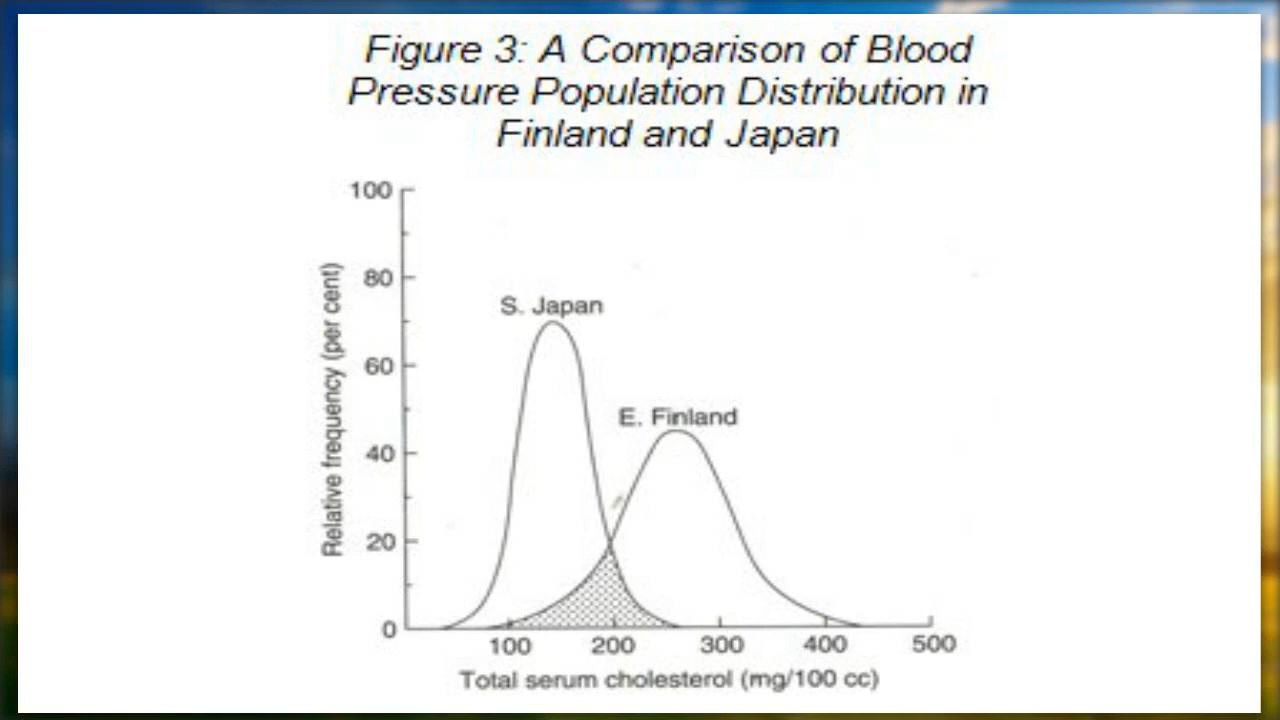 Figure 3: A Comparison of Blood
Pressure Population Distribution in
Finland and Japan
100
80
60
40
20
0
Relative frequency (per cent)
S. Japan
E. Finland
100 200 300 400 500
Total serum cholesterol (mg/100 cc)